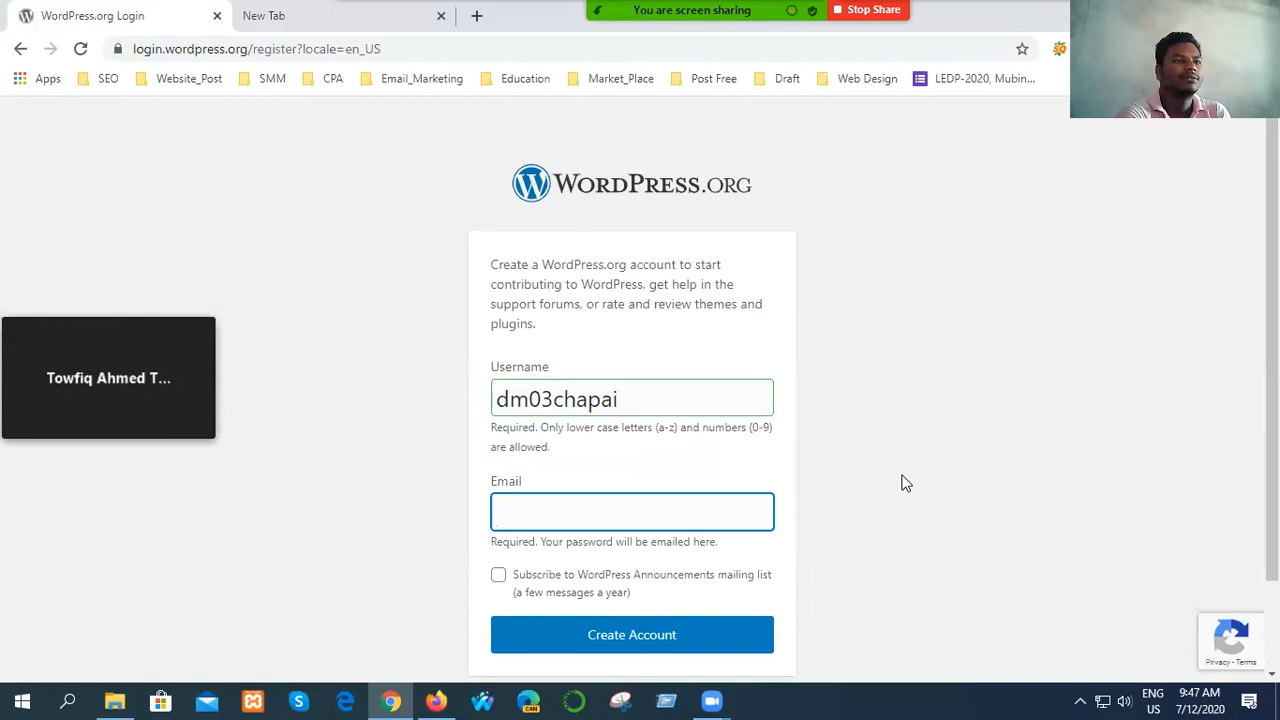 WordPress.org Login
New Tab
You are screen sharing
Stop Share
login.wordpress.org/register?locale=en_US
Apps
SEO
Website_Post
SMM
CPA
Email_Marketing
Education
Market_Place
Post Free
Draft
Web Design
LEDP-2020, Mubin...
WORDPRESS.ORG
Create a WordPress.org account to start
contributing to WordPress, get help in the
support forums, or rate and review themes and
plugins.
Towfiq Ahmed T...
Username
dm03chapai
Required. Only lower case letters (a-z) and numbers (0-9)
are allowed.
Email
Required. Your password will be emailed here.
Subscribe to WordPress Announcements mailing list
(a few messages a year)
Create Account
Privacy - Terms
CAN
ENG
US
9:47 AM
7/12/2020